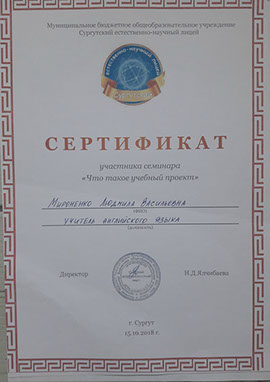 Муниципальное бюджетное общеобразовательное учреждение
Сургутский естественно-научный лицей
СЕРТИФИКАТ
участника семинара
«Что такое учебный проект»
Мироненко Людмила Васильевна
(ФИО)
учитель английского языка
(должность)
Директор И.Д.Ялчибаева
г. Сургут
15.10.2018 г.